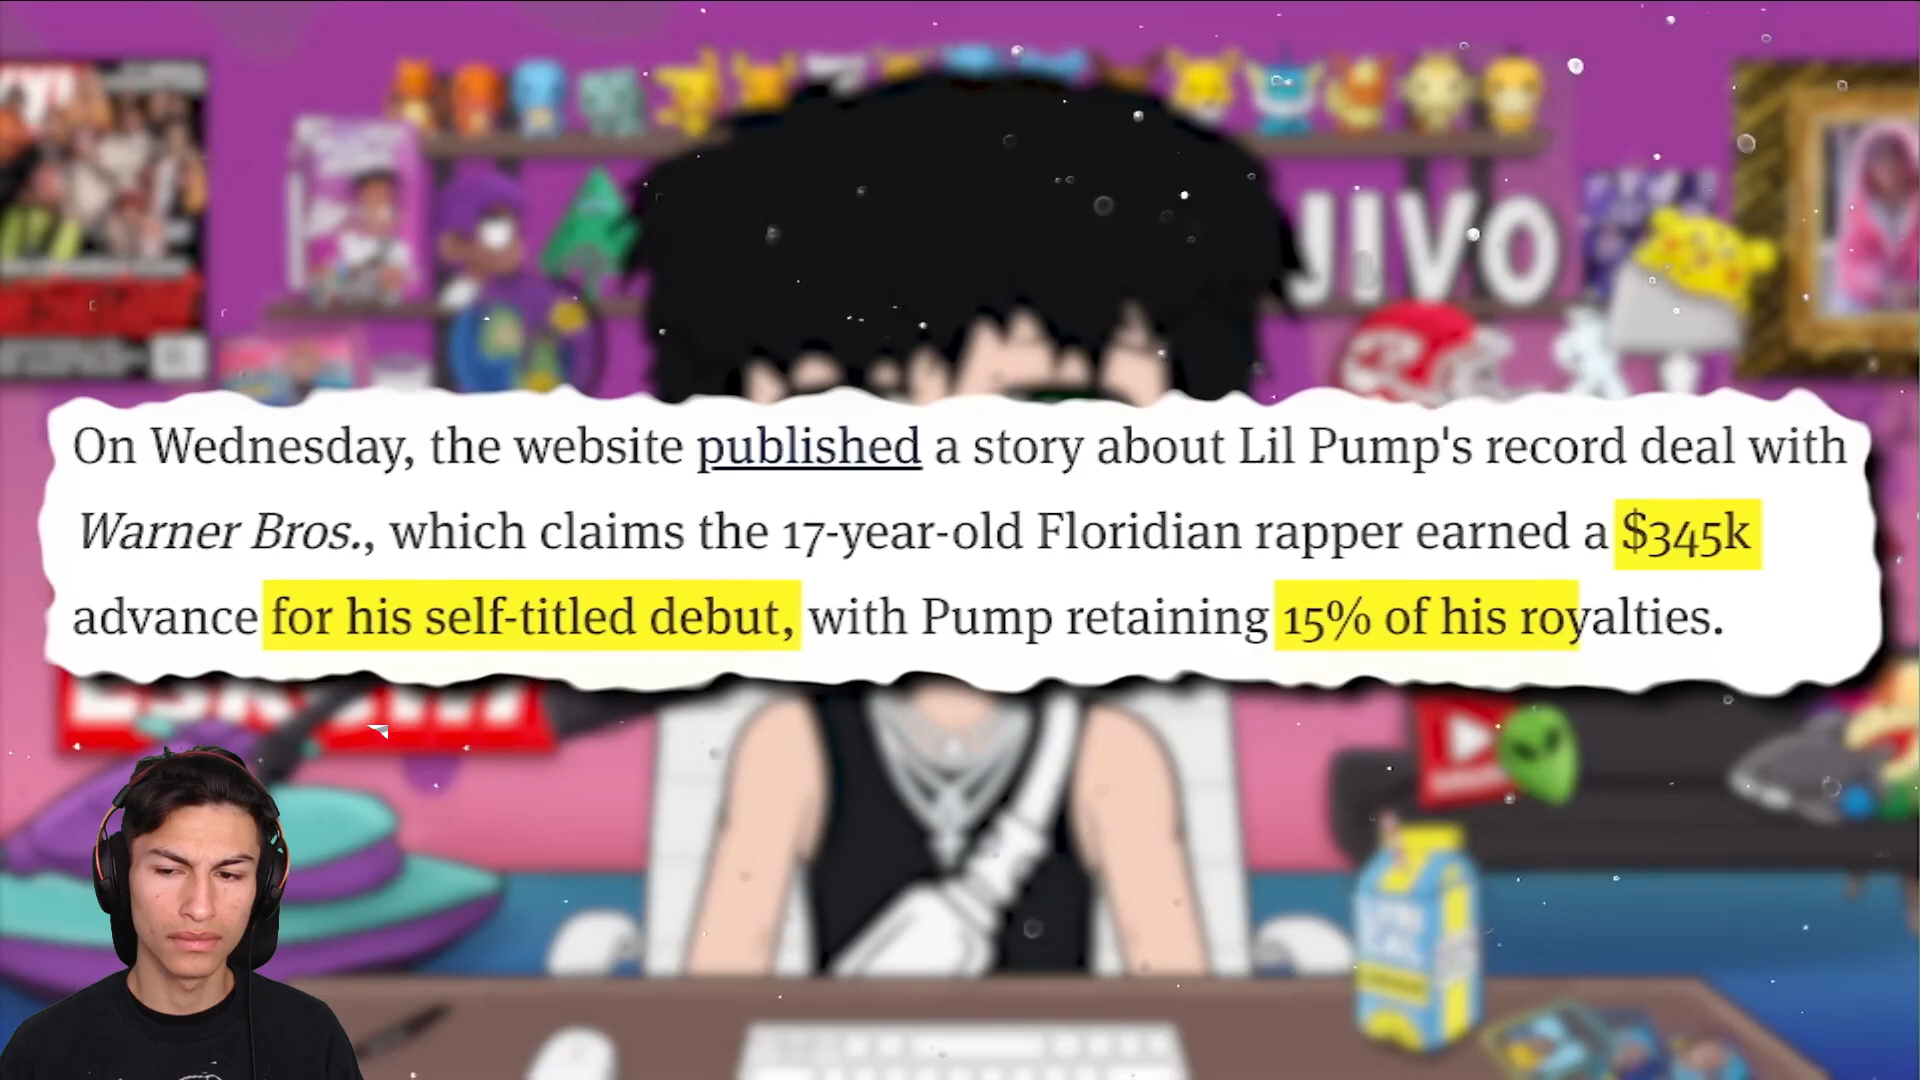 JIVO
On Wednesday, the website published a story about Lil Pump's record deal with
Warner Bros., which claims the 17-year-old Floridian rapper earned a $345k
advance for his self-titled debut, with Pump retaining 15% of his royalties.